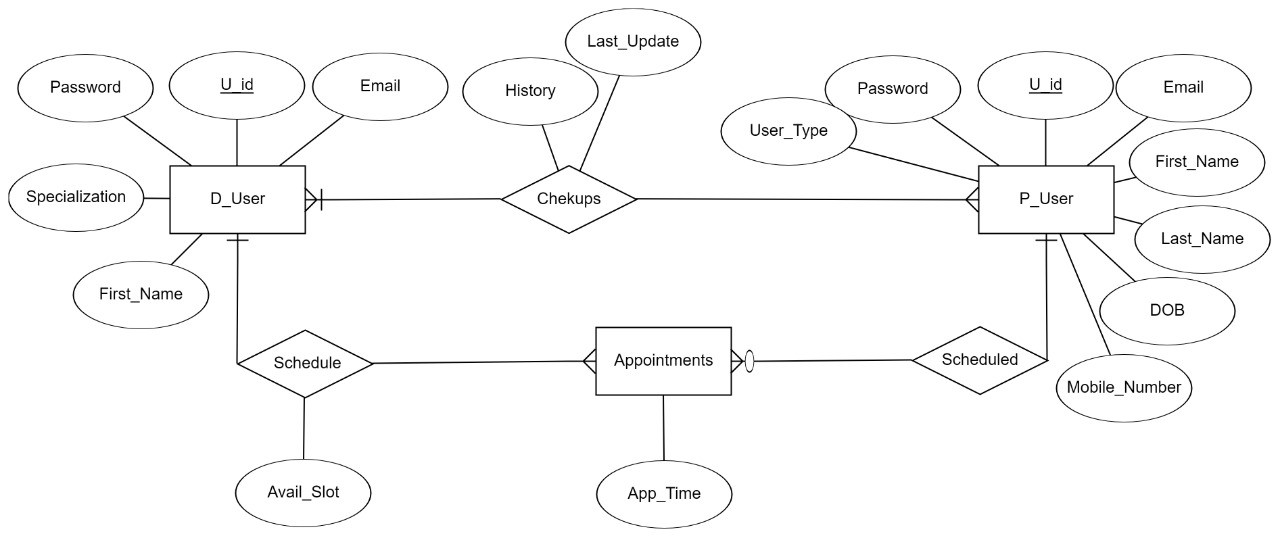 Last_Update
Password
U_id
Email
History
Password
U_id
Email
User_Type
First_Name
Specialization
D_User
Chekups
P_User
Last_Name
First_Name
DOB
Schedule
Appointments
Scheduled
Mobile_Number
Avail_Slot
App_Time